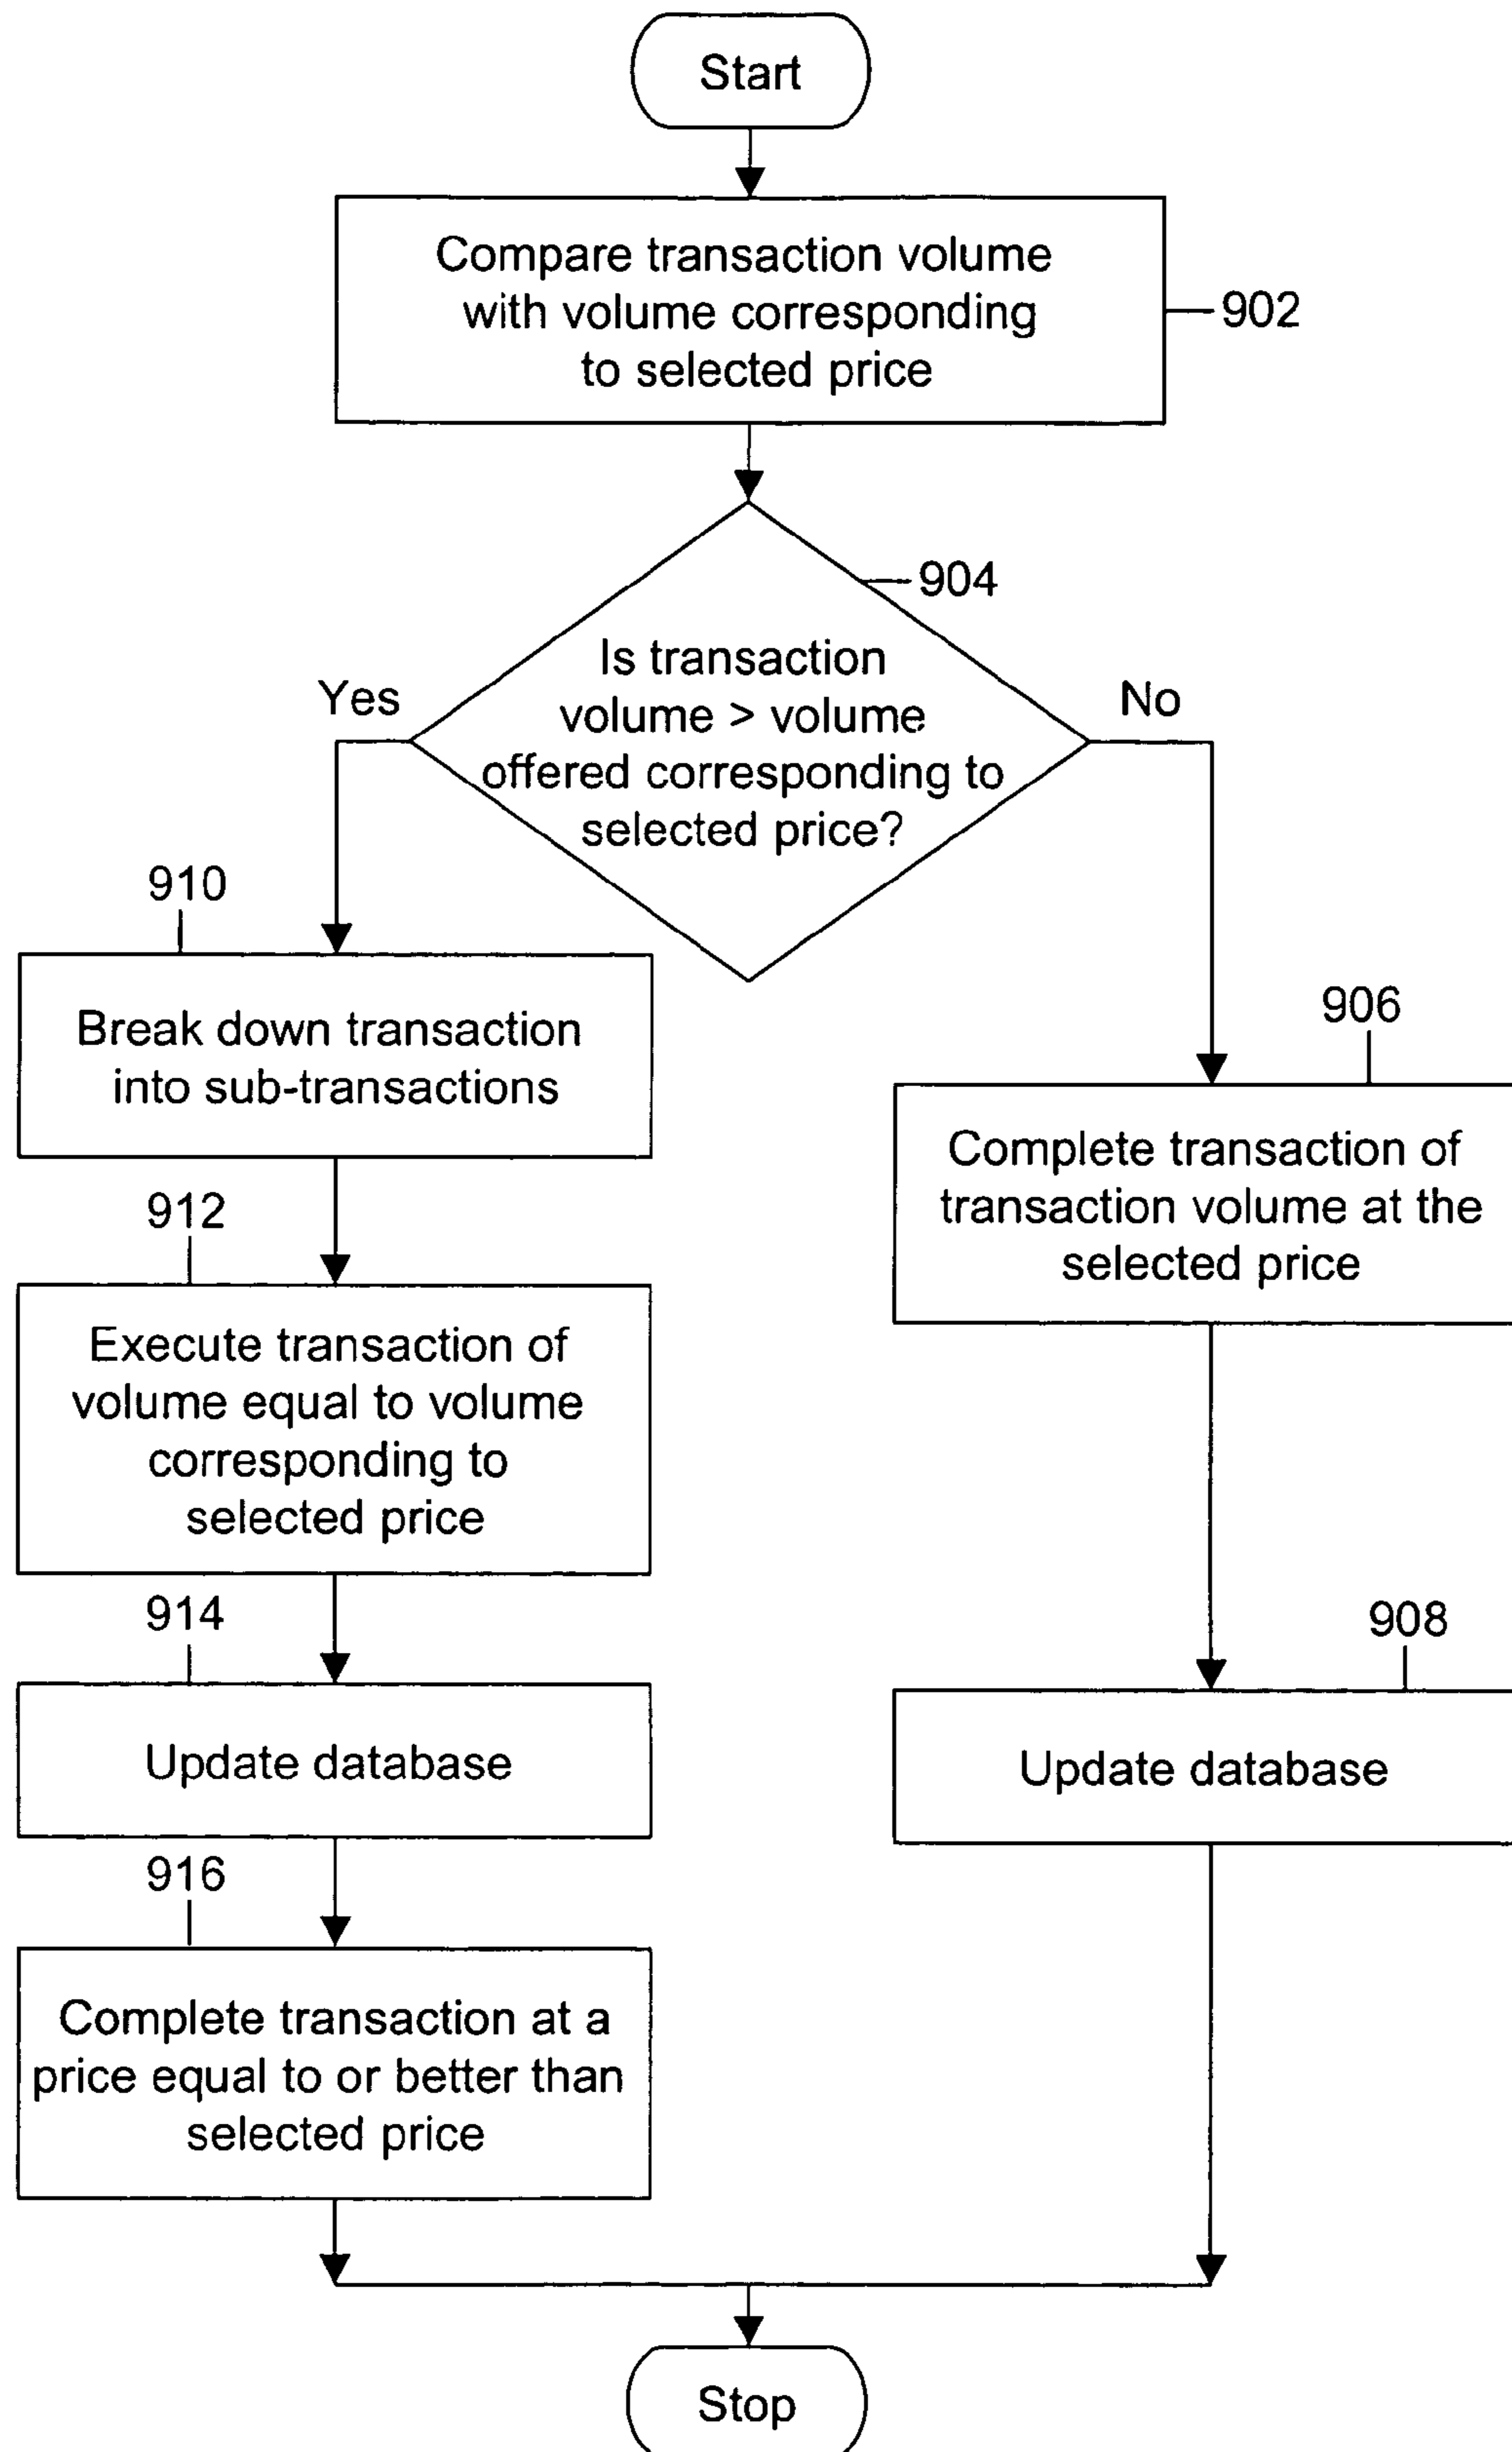 Start
Compare transaction volume
with volume corresponding
to selected price
902
904
Is transaction
volume > volume
offered corresponding to
selected price?
Yes
No
910
Break down transaction
into sub-transactions
906
Complete transaction of
transaction volume at the
selected price
912
Execute transaction of
volume equal to volume
corresponding to
selected price
914
Update database
908
Update database
916
Complete transaction at a
price equal to or better than
selected price
Stop